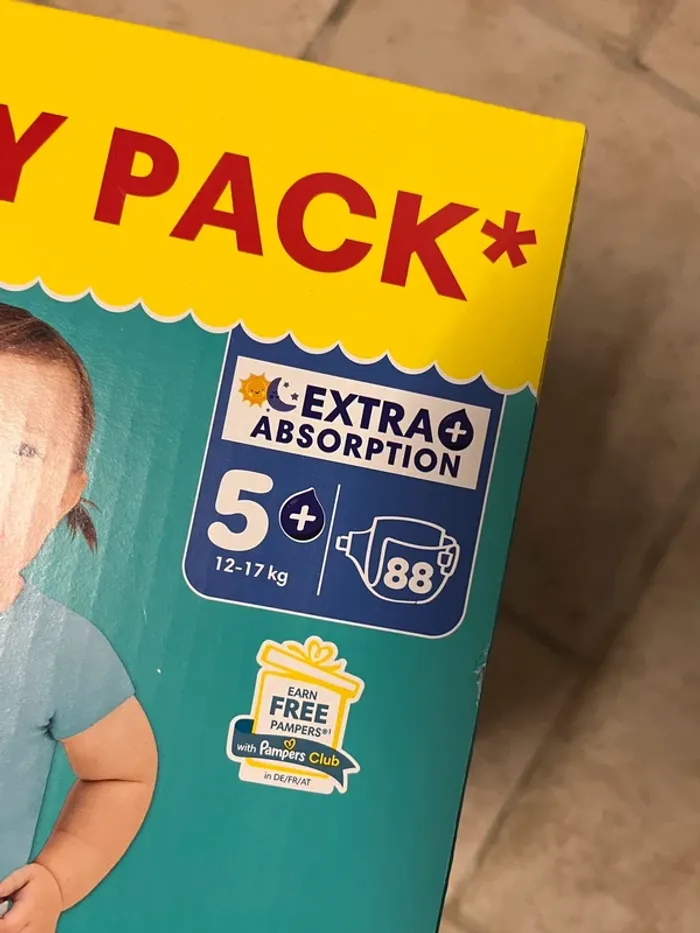 Y PACK*
EXTRA+
ABSORPTION
5+
12-17 kg
88
EARN
FREE
PAMPERS®¹
with Pampers Club
in DE/FR/AT